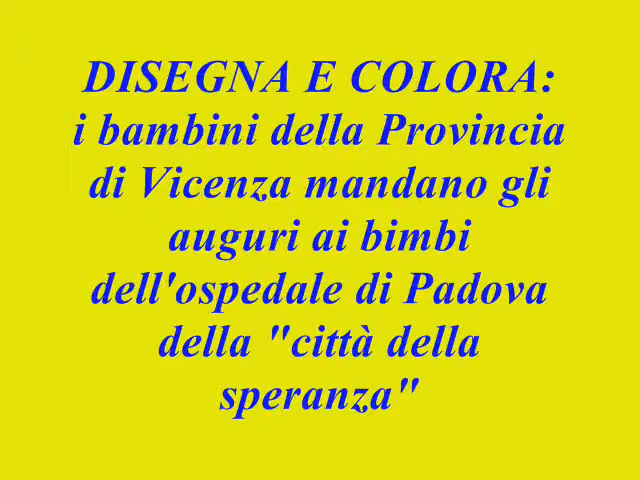 DISEGNA E COLORA:
i bambini della Provincia
di Vicenza mandano gli
auguri ai bimbi
dell'ospedale di Padova
della "città della
speranza"